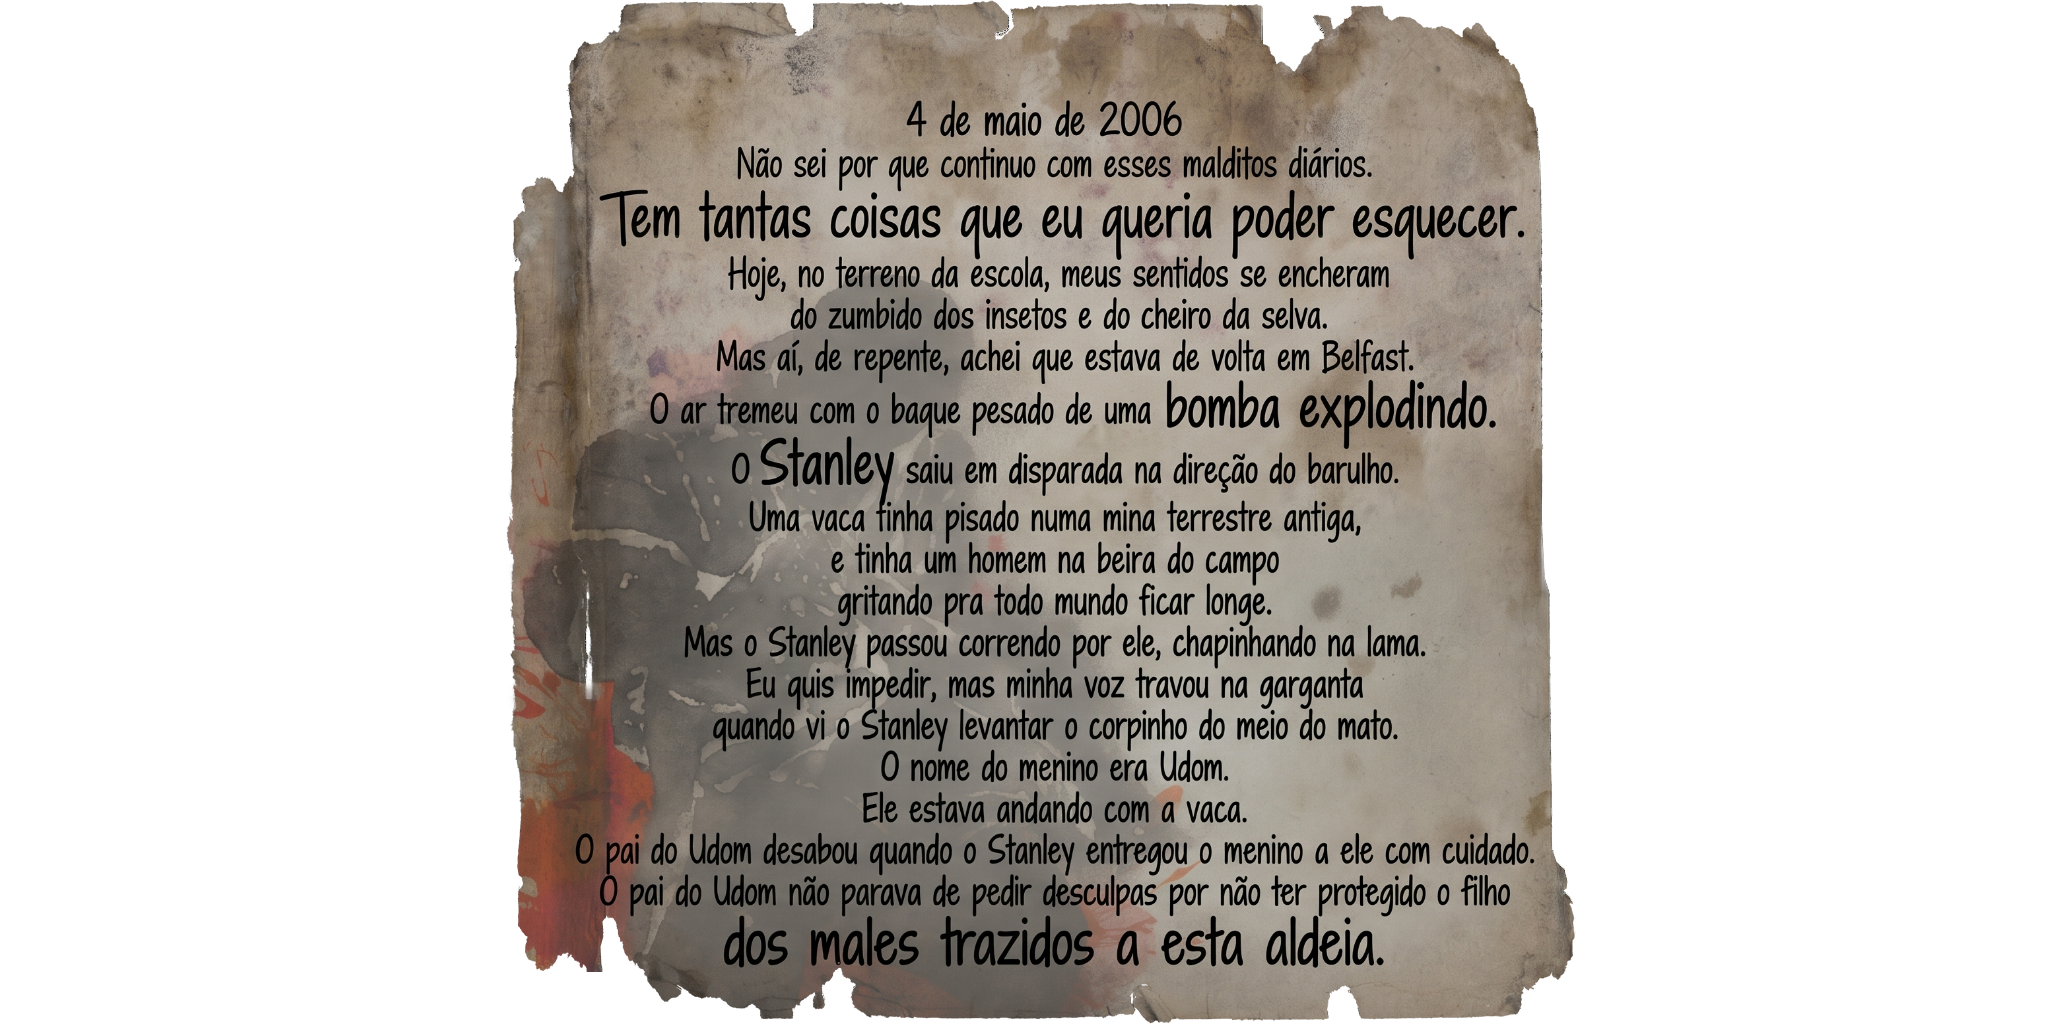 4 de maio de 2006
Não sei por que continuo com esses malditos diários.
Tem tantas coisas que eu queria poder esquecer.
Hoje, no terreno da escola, meus sentidos se encheram
do zumbido dos insetos e do cheiro da selva.
Mas aí, de repente, achei que estava de volta em Belfast.
O ar tremeu com o baque pesado de uma bomba explodindo.
O Stanley saiu em disparada na direção do barulho.
Uma vaca tinha pisado numa mina terrestre antiga,
e tinha um homem na beira do campo
gritando pra todo mundo ficar longe.
Mas o Stanley passou correndo por ele, chapinhando na lama.
Eu quis impedir, mas minha voz travou na garganta
quando vi o Stanley levantar o corpinho do meio do mato.
O nome do menino era Udom.
Ele estava andando com a vaca.
O pai do Udom desabou quando o Stanley entregou o menino a ele com cuidado.
O pai do Udom não parava de pedir desculpas por não ter protegido o filho
dos males trazidos a esta aldeia.